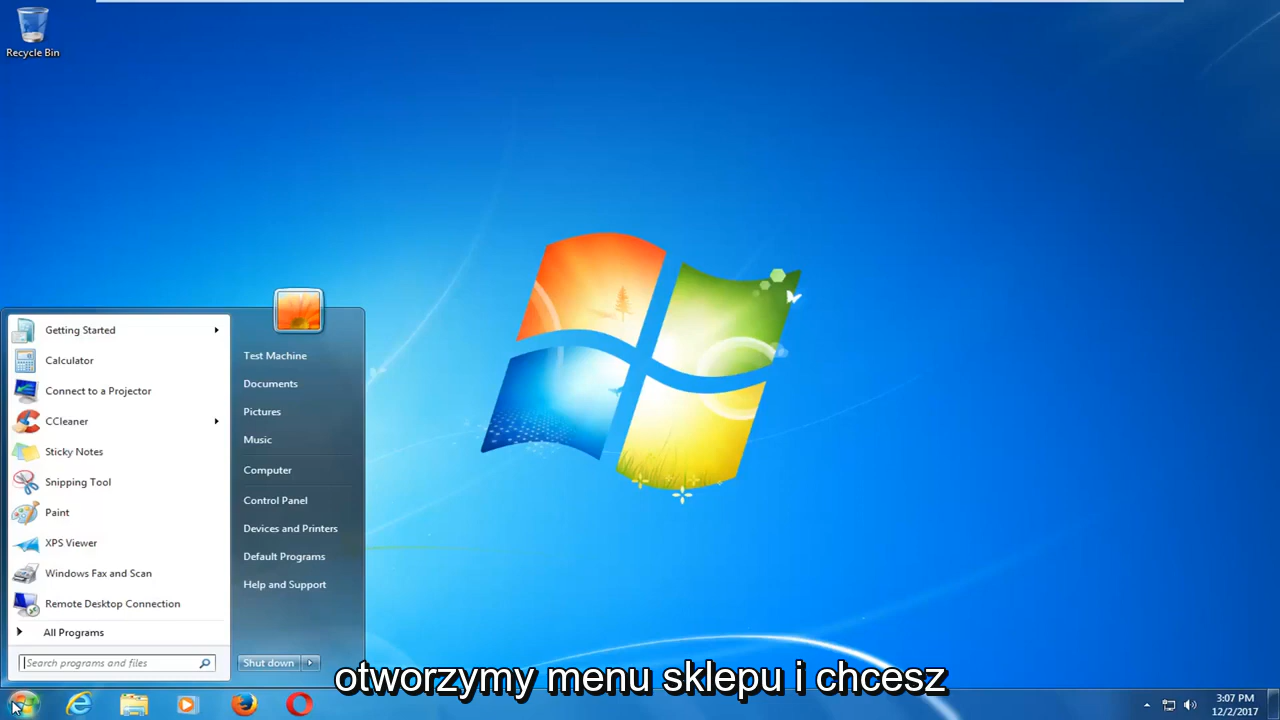 Recycle Bin
Getting Started
Calculator
Connect to a Projector
CCleaner
Sticky Notes
Snipping Tool
Paint
XPS Viewer
Windows Fax and Scan
Remote Desktop Connection
All Programs
Search programs and files
Test Machine
Documents
Pictures
Music
Computer
Control Panel
Devices and Printers
Default Programs
Help and Support
Shut down
otworzymy menu sklepu i chcesz
3:07 PM
12/2/2017